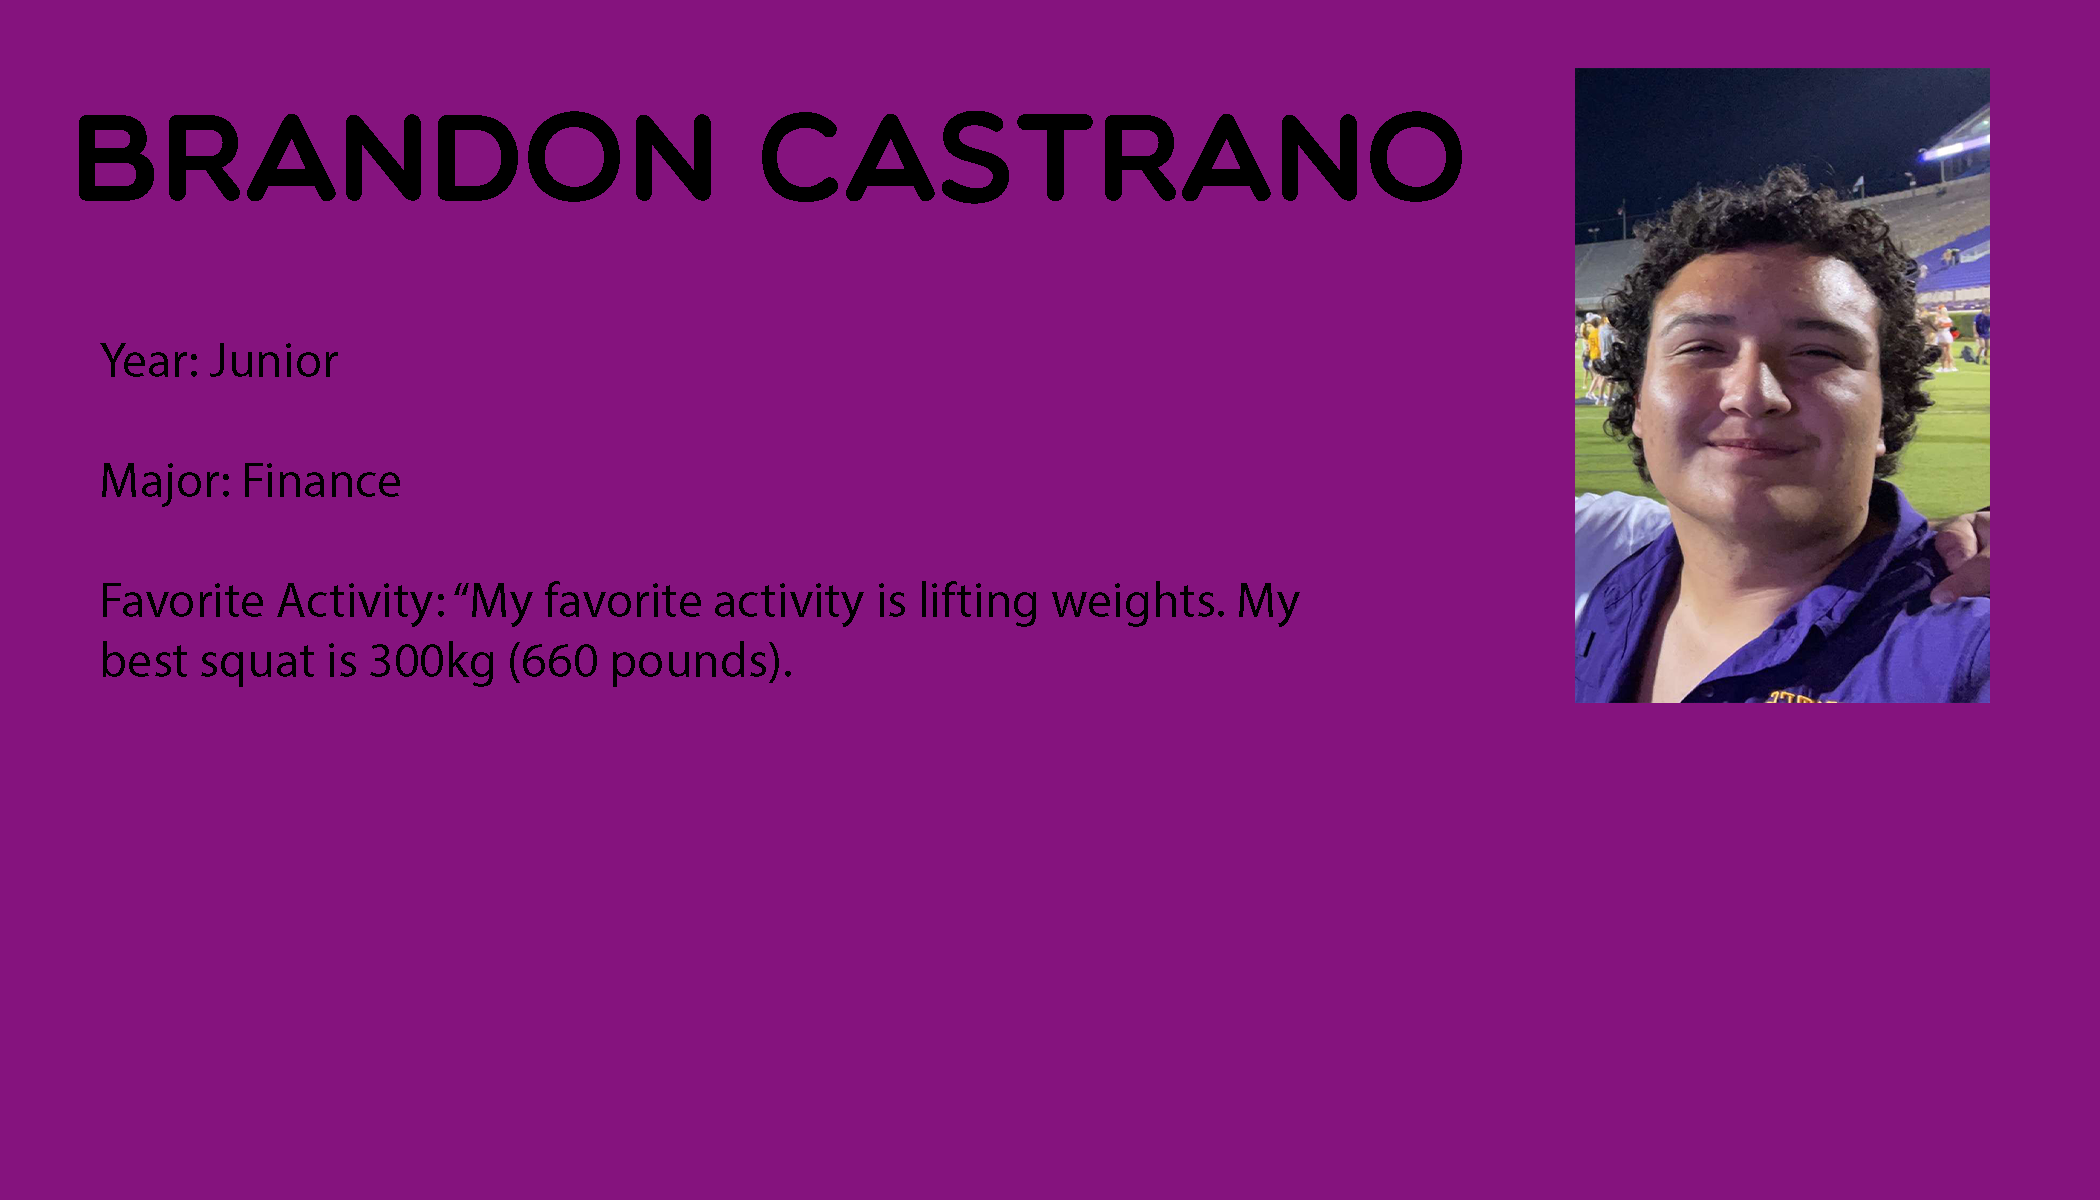 BRANDON CASTRANO
Year: Junior
Major: Finance
Favorite Activity: “My favorite activity is lifting weights. My
best squat is 300kg (660 pounds).